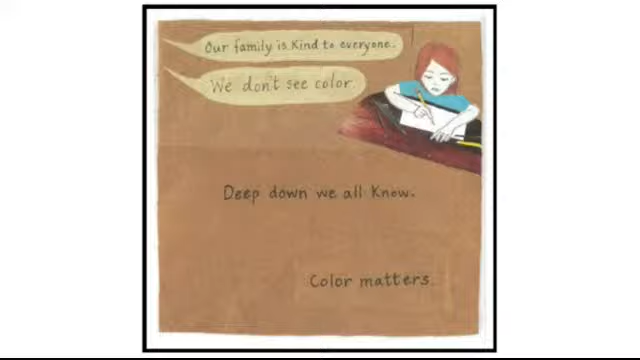 Our family is kind to everyone.
We don't see color.
Deep down we all know.
Color matters.